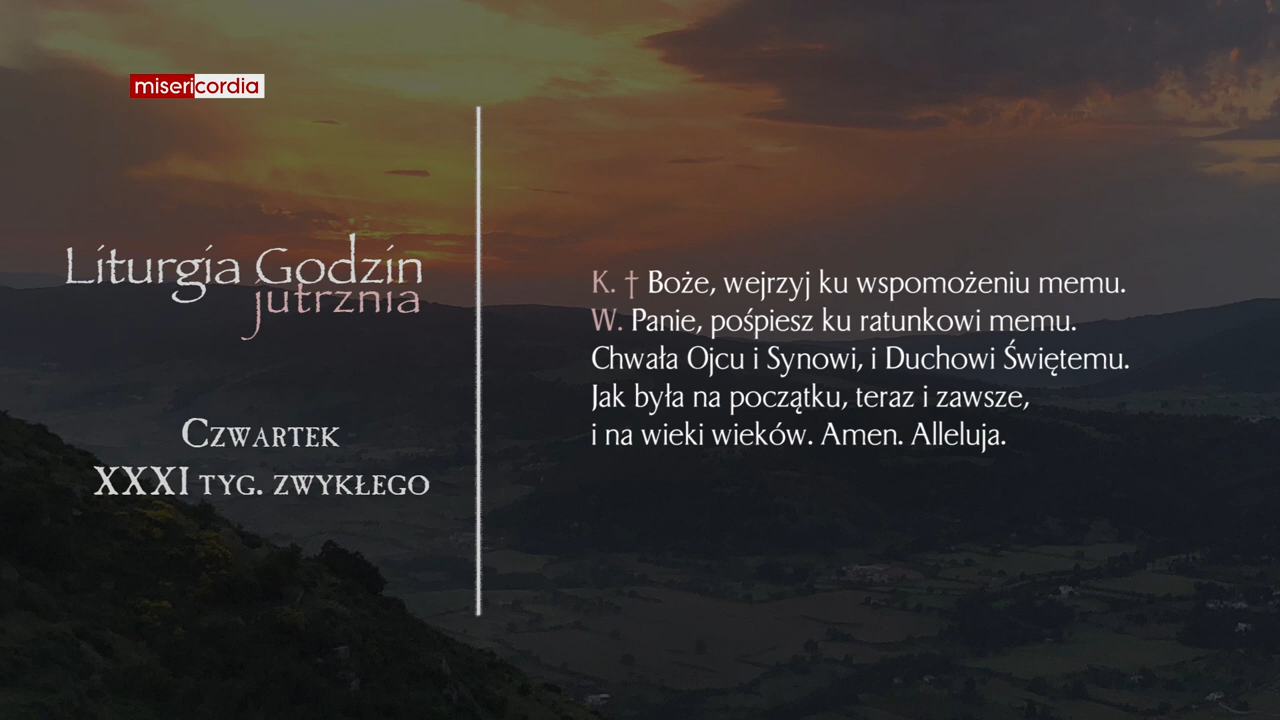 misericordia
Liturgia Godzin
jutrznia
Czwartek
XXXI tyg. zwykłego
K. † Boże, wejrzyj ku wspomożeniu memu.
W. Panie, pośpiesz ku ratunkowi memu.
Chwała Ojcu i Synowi, i Duchowi Świętemu.
Jak była na początku, teraz i zawsze,
i na wieki wieków. Amen. Alleluja.